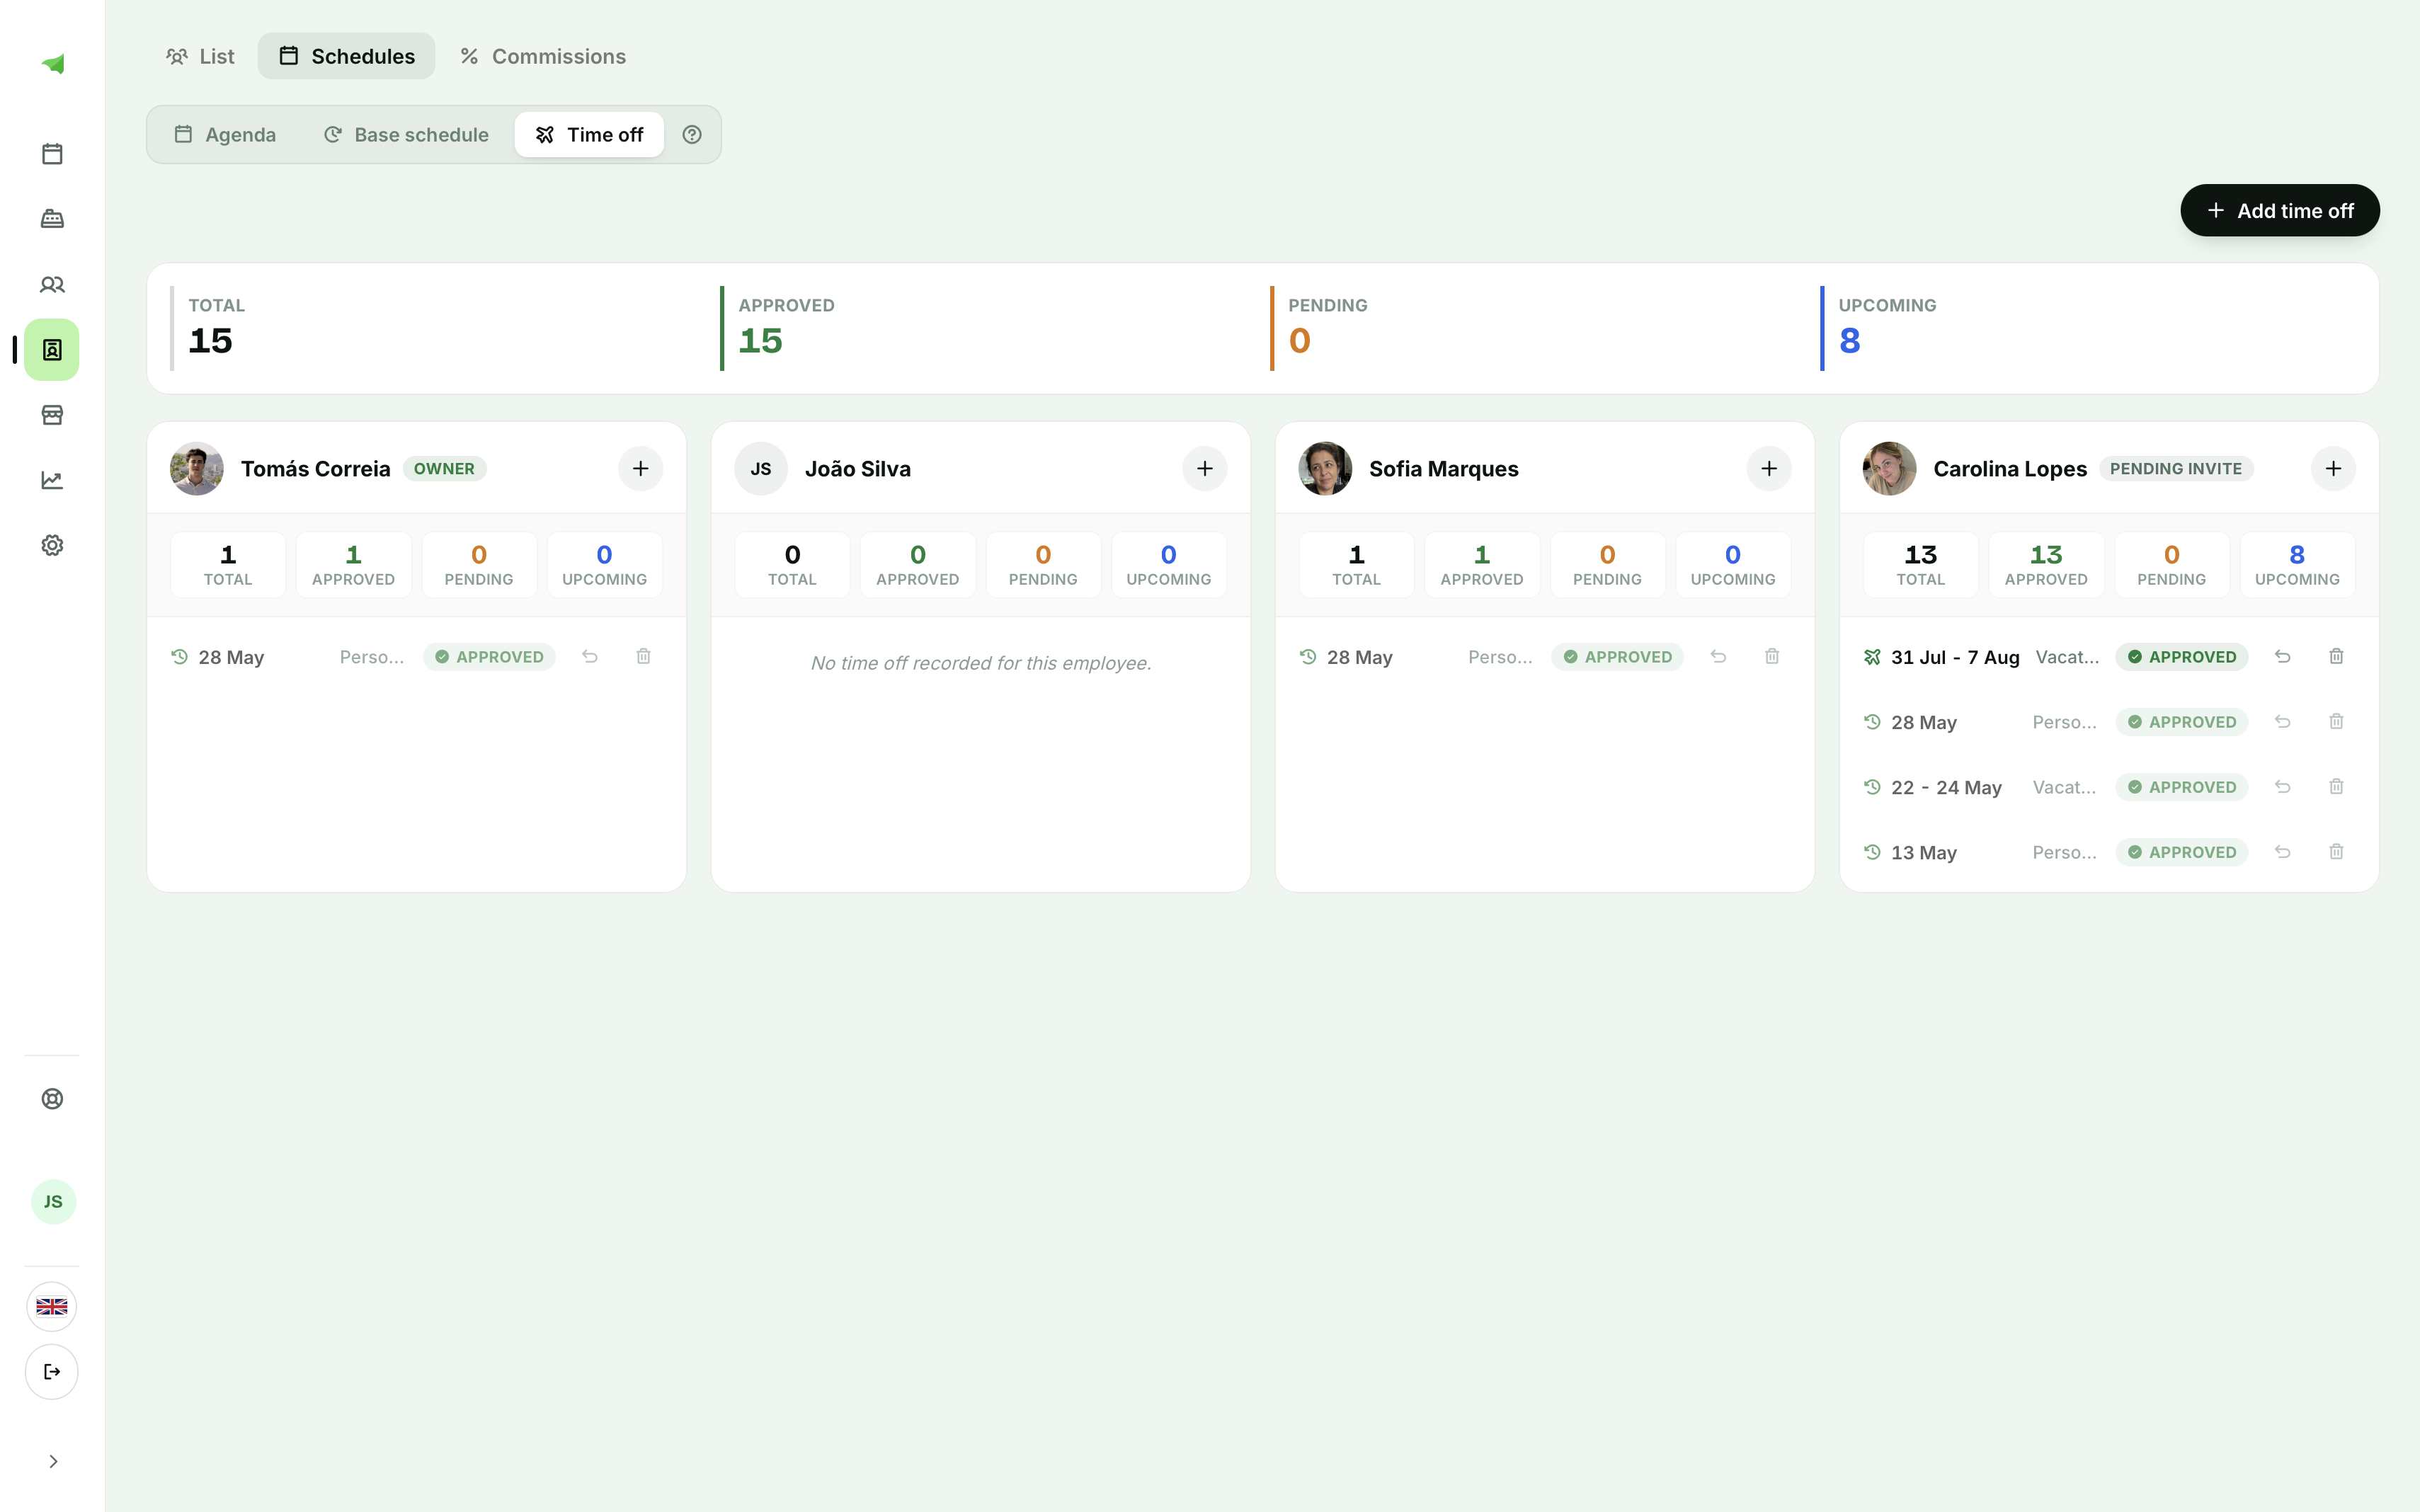 List
Schedules
Commissions
Agenda
Base schedule
Time off
Add time off
TOTAL
15
APPROVED
15
PENDING
0
UPCOMING
8
Tomás Correia OWNER
1 1 0 0
TOTAL APPROVED PENDING UPCOMING
28 May Perso... APPROVED
JS João Silva
0 0 0 0
TOTAL APPROVED PENDING UPCOMING
No time off recorded for this employee.
Sofia Marques
1 1 0 0
TOTAL APPROVED PENDING UPCOMING
28 May Perso... APPROVED
Carolina Lopes PENDING INVITE
13 13 0 8
TOTAL APPROVED PENDING UPCOMING
31 Jul - 7 Aug Vacat... APPROVED
28 May Perso... APPROVED
22 - 24 May Vacat... APPROVED
13 May Perso... APPROVED
JS